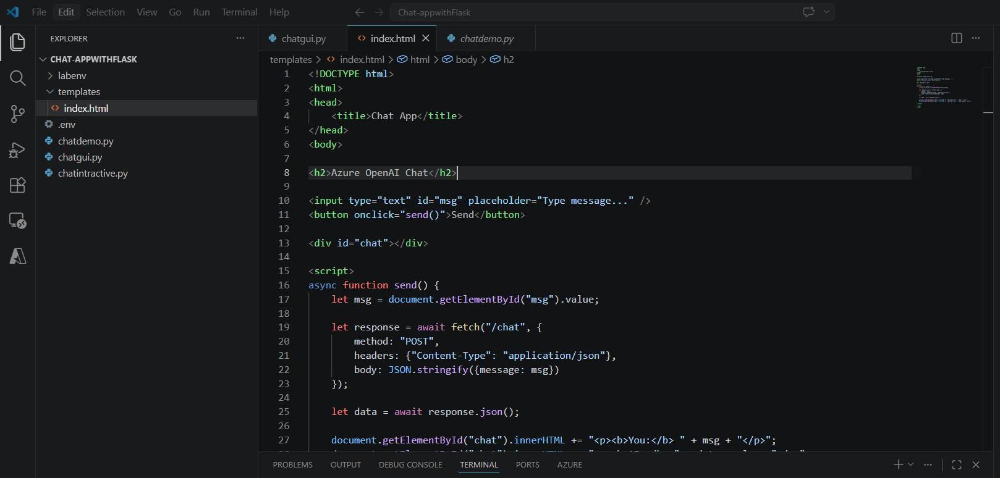 File Edit Selection View Go Run Terminal Help
Chat-appwithFlask
EXPLORER
CHAT-APPWITHFLASK
labenv
templates
index.html
.env
chatdemo.py
chatgui.py
chatintractive.py
chatgui.py index.html chatdemo.py
templates > index.html > html > body > h2
1 <!DOCTYPE html>
2 <html>
3 <head>
4 <title>Chat App</title>
5 </head>
6 <body>
7
8 <h2>Azure OpenAI Chat</h2>
9
10 <input type="text" id="msg" placeholder="Type message..." />
11 <button onclick="send()">Send</button>
12
13 <div id="chat"></div>
14
15 <script>
16 async function send() {
17 let msg = document.getElementById("msg").value;
18
19 let response = await fetch("/chat", {
20 method: "POST",
21 headers: {"Content-Type": "application/json"},
22 body: JSON.stringify({message: msg})
23 });
24
25 let data = await response.json();
26
27 document.getElementById("chat").innerHTML += "<p><b>You:</b> " + msg + "</p>";
PROBLEMS OUTPUT DEBUG CONSOLE TERMINAL PORTS AZURE